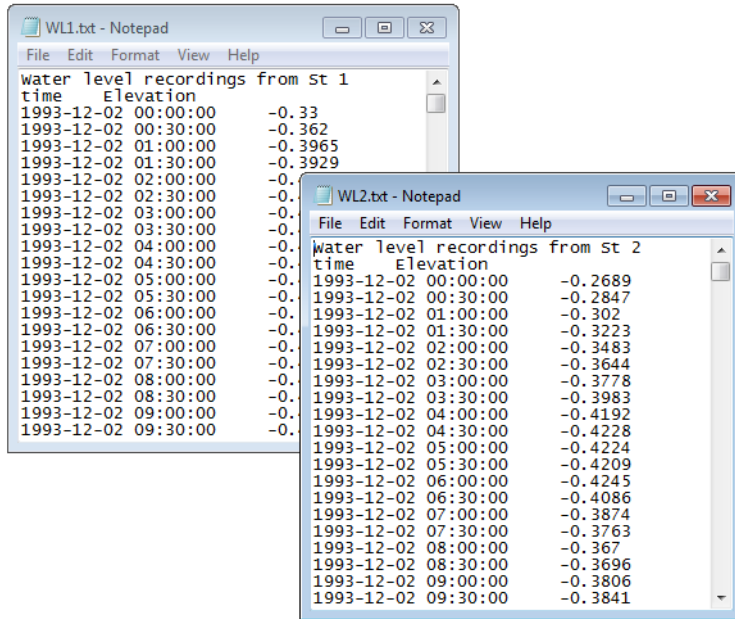 WL1.txt - Notepad
File Edit Format View Help
Water level recordings from St 1
time Elevation
1993-12-02 00:00:00 -0.33
1993-12-02 00:30:00 -0.362
1993-12-02 01:00:00 -0.3965
1993-12-02 01:30:00 -0.3929
1993-12-02 02:00:00 -0.
1993-12-02 02:30:00 -0.
1993-12-02 03:00:00 -0.
1993-12-02 03:30:00 -0.
1993-12-02 04:00:00 -0.
1993-12-02 04:30:00 -0.
1993-12-02 05:00:00 -0.
1993-12-02 05:30:00 -0.
1993-12-02 06:00:00 -0.
1993-12-02 06:30:00 -0.
1993-12-02 07:00:00 -0.
1993-12-02 07:30:00 -0.
1993-12-02 08:00:00 -0.
1993-12-02 08:30:00 -0.
1993-12-02 09:00:00 -0.
1993-12-02 09:30:00 -0.
WL2.txt - Notepad
File Edit Format View Help
Water level recordings from St 2
time Elevation
1993-12-02 00:00:00 -0.2689
1993-12-02 00:30:00 -0.2847
1993-12-02 01:00:00 -0.302
1993-12-02 01:30:00 -0.3223
1993-12-02 02:00:00 -0.3483
1993-12-02 02:30:00 -0.3644
1993-12-02 03:00:00 -0.3778
1993-12-02 03:30:00 -0.3983
1993-12-02 04:00:00 -0.4192
1993-12-02 04:30:00 -0.4228
1993-12-02 05:00:00 -0.4224
1993-12-02 05:30:00 -0.4209
1993-12-02 06:00:00 -0.4245
1993-12-02 06:30:00 -0.4086
1993-12-02 07:00:00 -0.3874
1993-12-02 07:30:00 -0.3763
1993-12-02 08:00:00 -0.367
1993-12-02 08:30:00 -0.3696
1993-12-02 09:00:00 -0.3806
1993-12-02 09:30:00 -0.3841